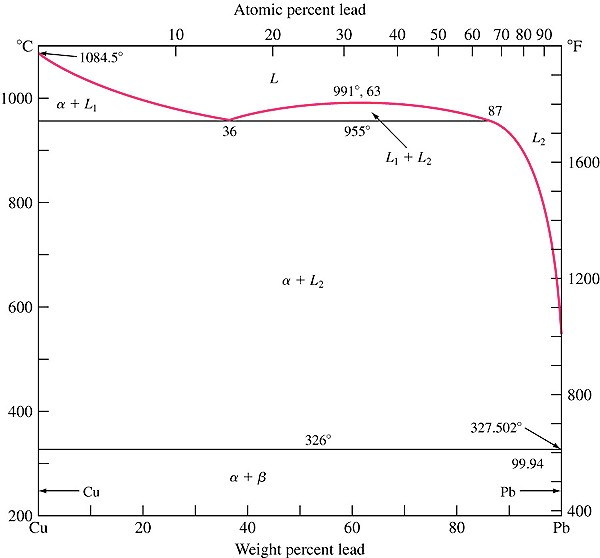 Atomic percent lead
°C 10 20 30 40 50 60 70 80 90 °F
1084.5°
L
991°, 63
1000
α + L₁
87
36
955°
L₂
L₁ + L₂
1600
800
α + L₂
1200
600
800
400
327.502°
326°
99.94
α + β
Cu
Pb
200
400
Cu 20 40 60 80 Pb
Weight percent lead